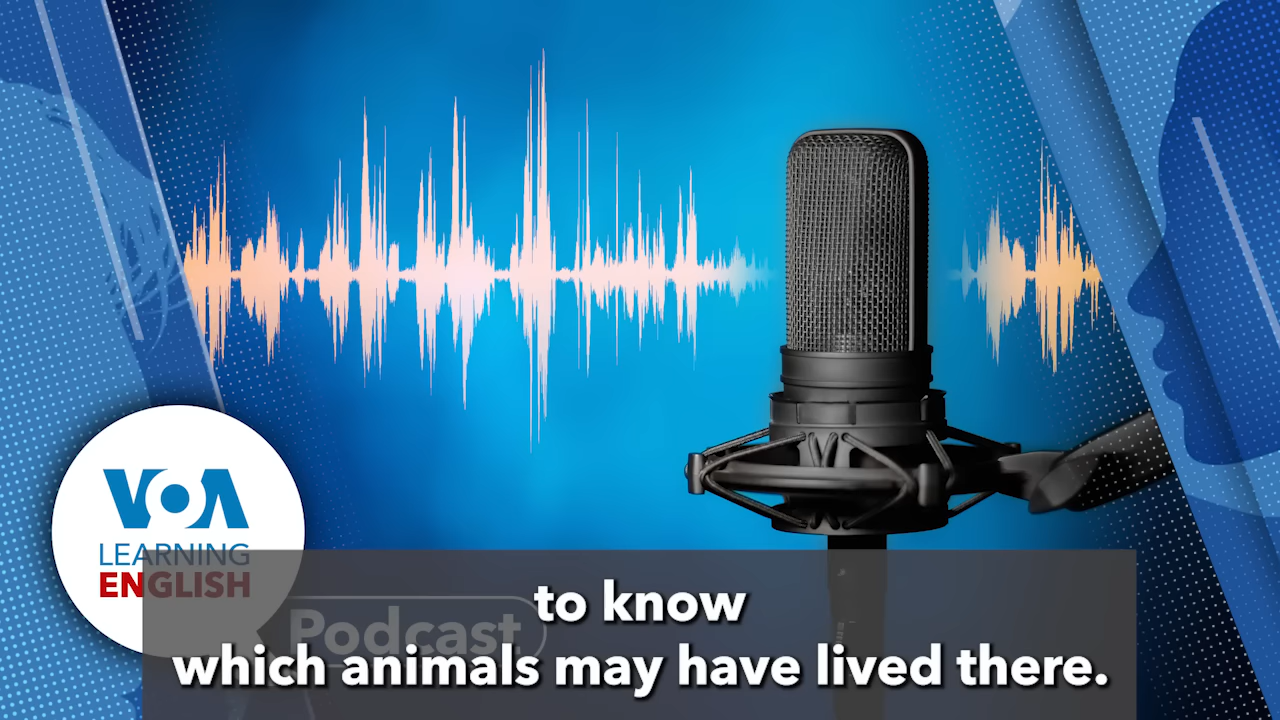 VOA
LEARNING
ENGLISH
Podcast
to know
which animals may have lived there.